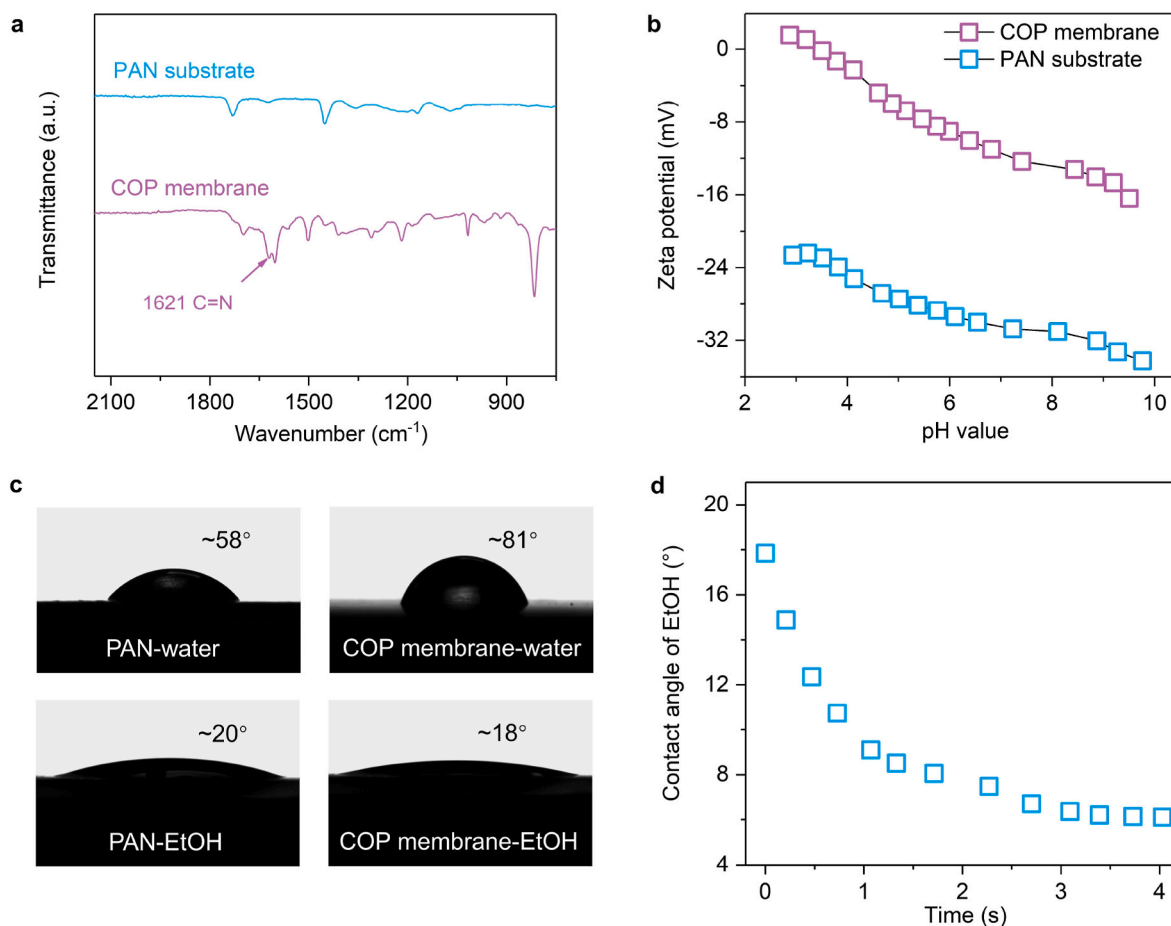 a
PAN substrate
COP membrane
1621 C=N
Transmittance (a.u.)
2100 1800 1500 1200 900
Wavenumber (cm⁻¹)
b
COP membrane
PAN substrate
0
-8
-16
-24
-32
Zeta potential (mV)
2 4 6 8 10
pH value
c
~58°
PAN-water
~81°
COP membrane-water
~20°
PAN-EtOH
~18°
COP membrane-EtOH
d
20
16
12
8
4
Contact angle of EtOH (°)
0 1 2 3 4
Time (s)